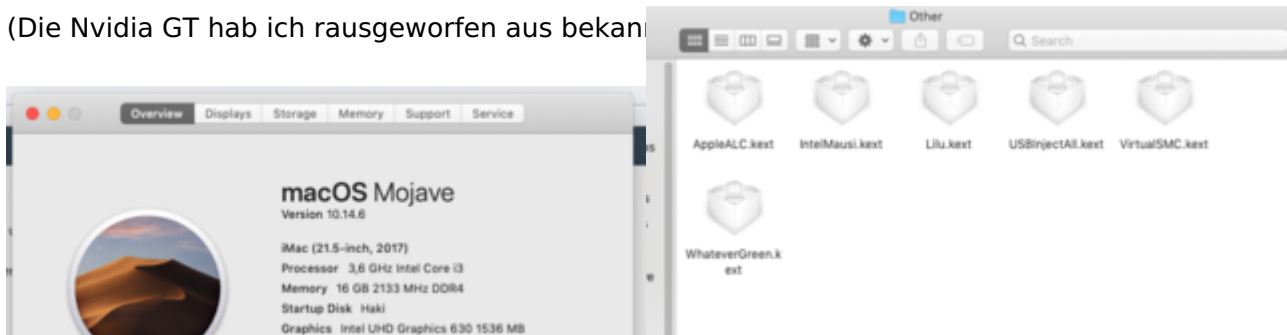 (Die Nvidia GT hab ich rausgeworfen aus bekan
Other
Search
Overview Displays Storage Memory Support Service
AppleALC.kext IntelMausi.kext Lilu.kext USBInjectAll.kext VirtualSMC.kext
WhateverGreen.k
ext
macOS Mojave
Version 10.14.6
iMac (21.5-inch, 2017)
Processor 3,6 GHz Intel Core i3
Memory 16 GB 2133 MHz DDR4
Startup Disk Haki
Graphics Intel UHD Graphics 630 1536 MB